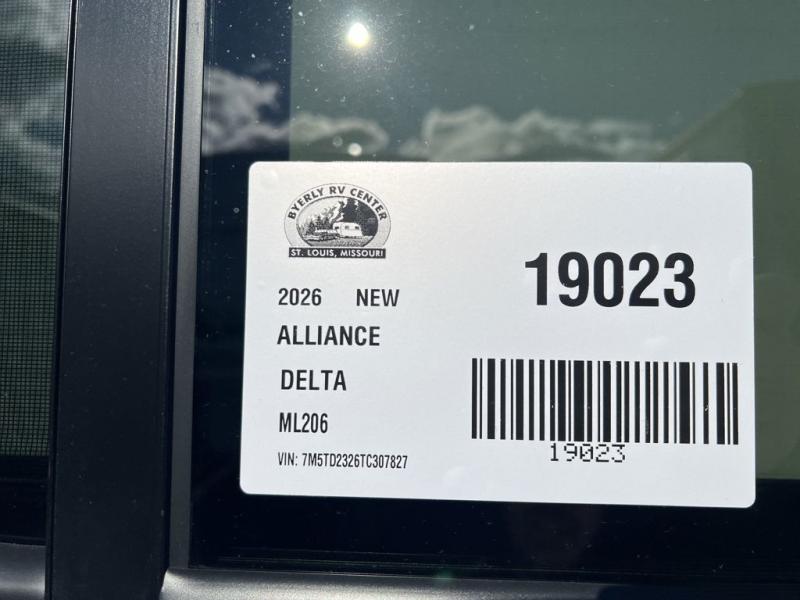 BYERLY RV CENTER
ST. LOUIS, MISSOURI
19023
2026 NEW
ALLIANCE
DELTA
ML206
VIN: 7M5TD2326TC307827
19023